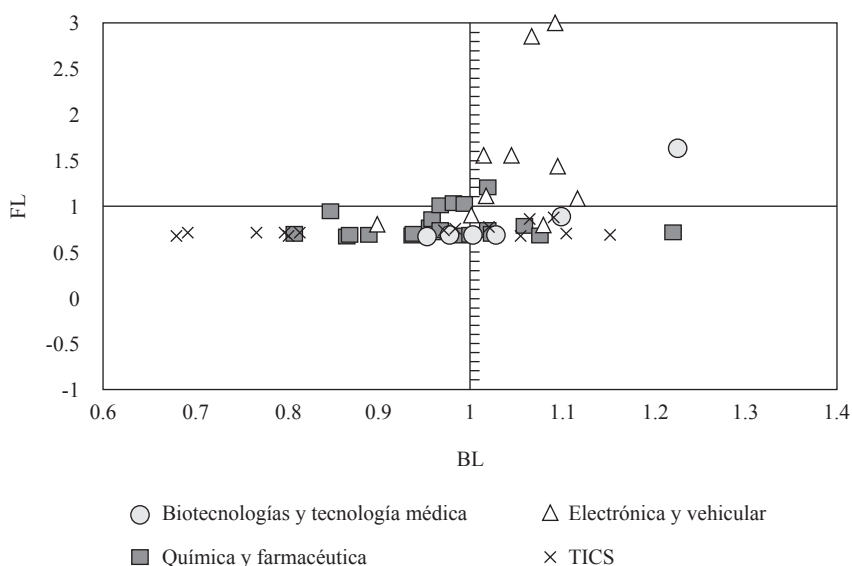 3
2.5
2
1.5
FL
1
0.5
0
-0.5
-1
0.6 0.7 0.8 0.9 1 1.1 1.2 1.3 1.4
BL
Biotecnologías y tecnología médica
Electrónica y vehicular
Química y farmacéutica
TICS